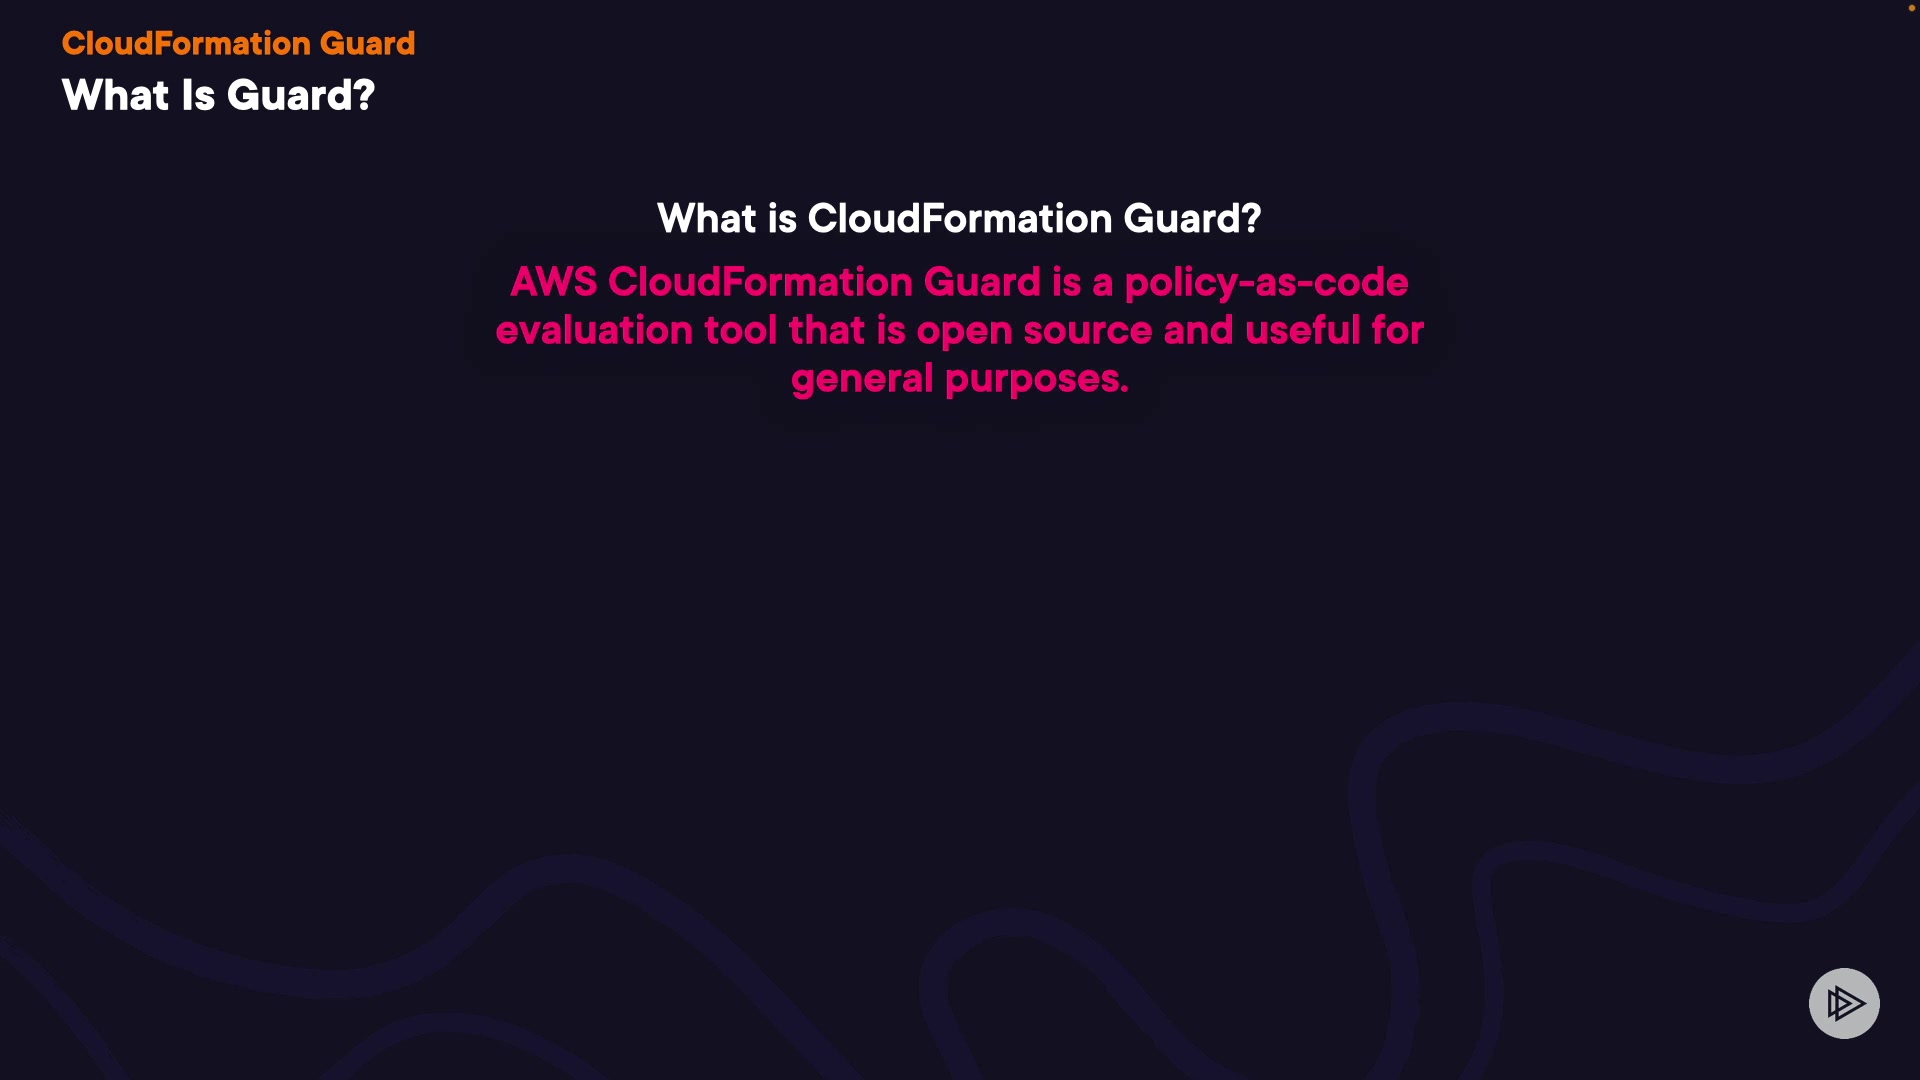 CloudFormation Guard
What Is Guard?
What is CloudFormation Guard?
AWS CloudFormation Guard is a policy-as-code
evaluation tool that is open source and useful for
general purposes.